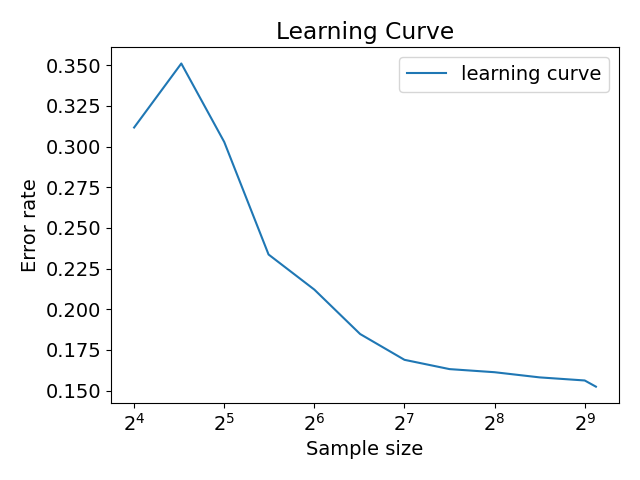 Learning Curve
learning curve
Error rate
0.350
0.325
0.300
0.275
0.250
0.225
0.200
0.175
0.150
2⁴ 2⁵ 2⁶ 2⁷ 2⁸ 2⁹
Sample size